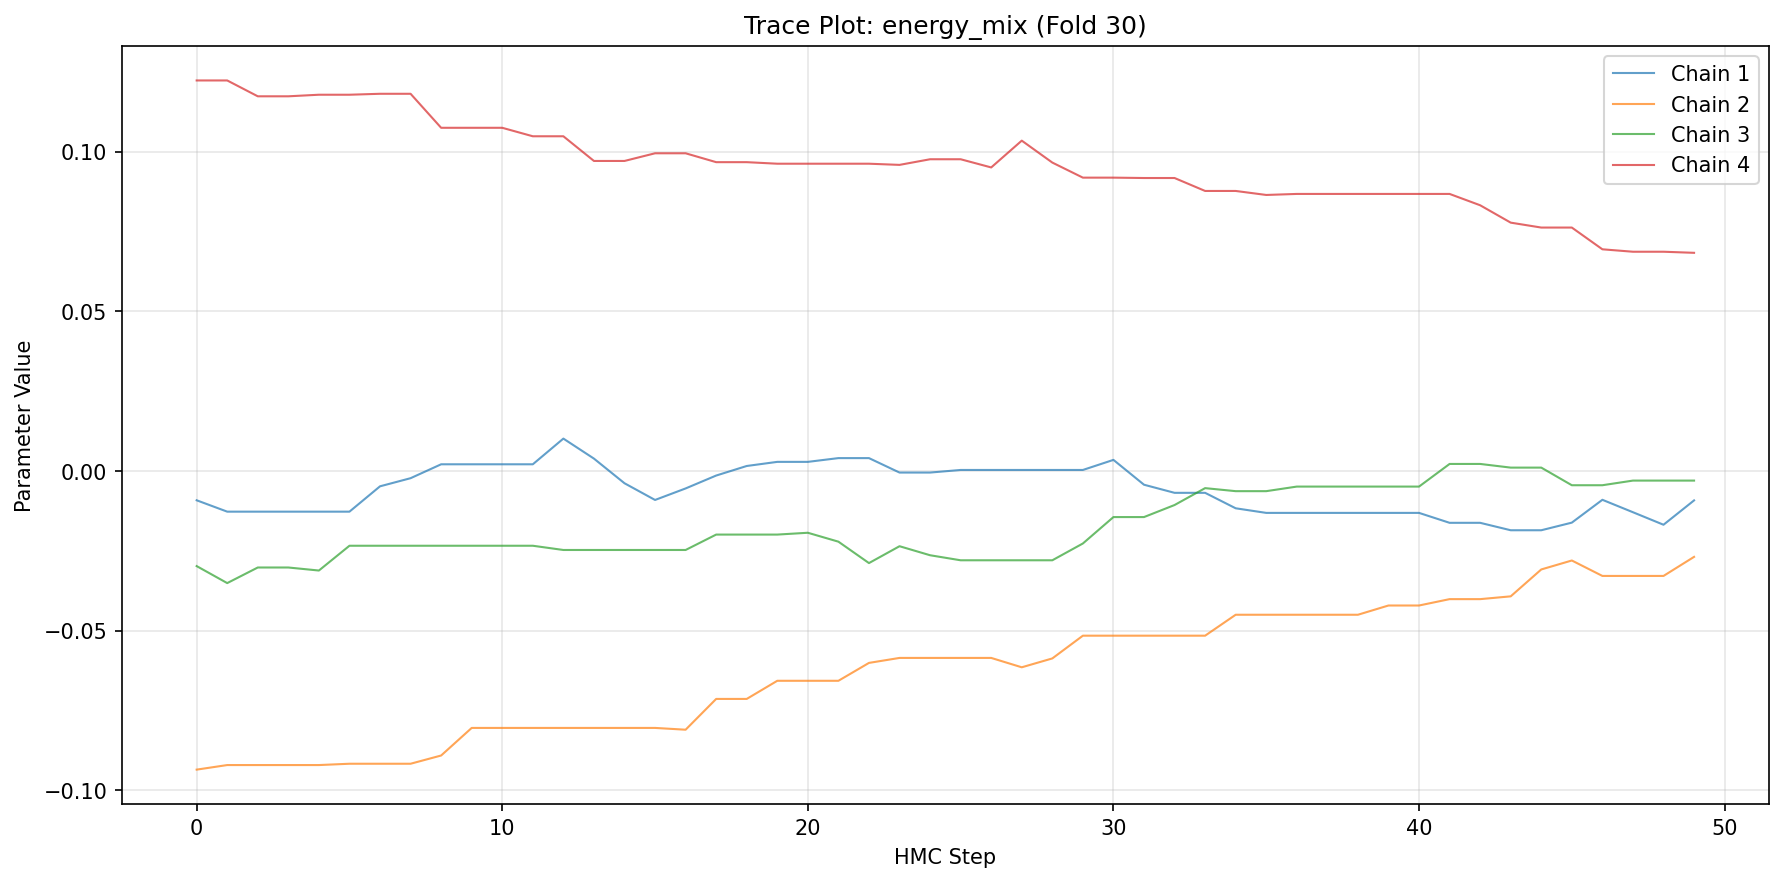 Trace Plot: energy_mix (Fold 30)
Chain 1
Chain 2
Chain 3
Chain 4
Parameter Value
0.10
0.05
0.00
−0.05
−0.10
0
10
20
30
40
50
HMC Step